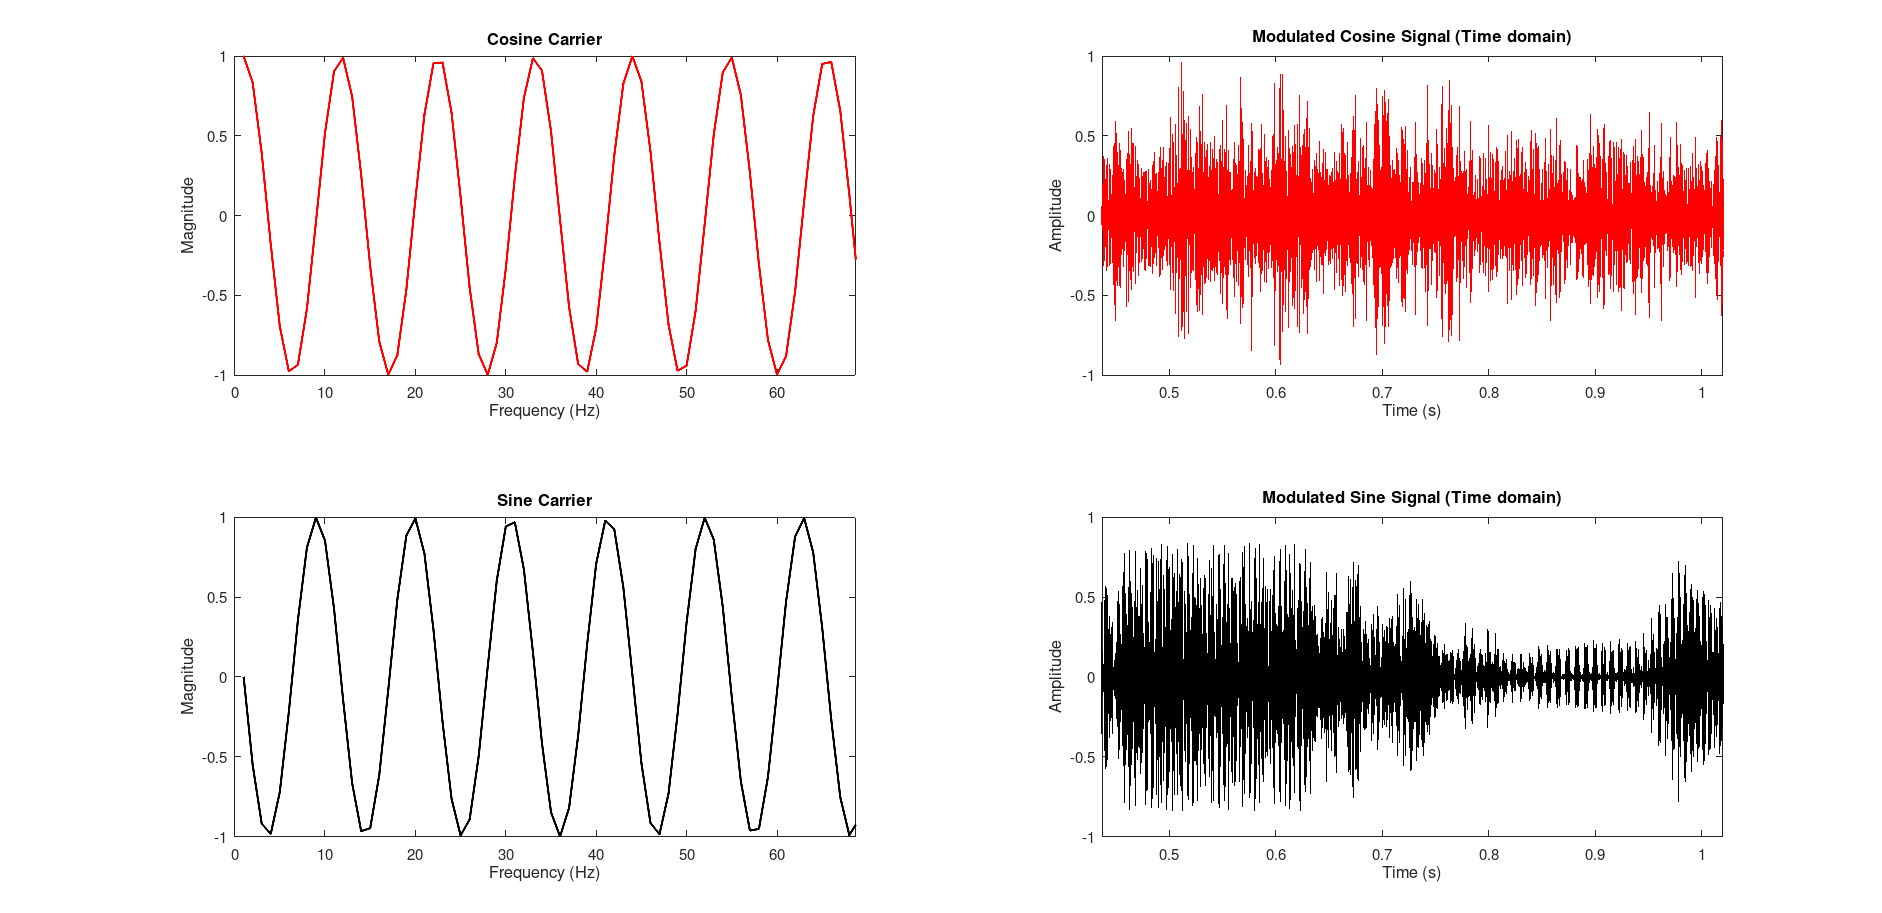 Cosine Carrier
1
0.5
0
-0.5
-1
Magnitude
0 10 20 30 40 50 60
Frequency (Hz)
Modulated Cosine Signal (Time domain)
1
0.5
0
-0.5
-1
Amplitude
0.5 0.6 0.7 0.8 0.9 1
Time (s)
Sine Carrier
1
0.5
0
-0.5
-1
Magnitude
0 10 20 30 40 50 60
Frequency (Hz)
Modulated Sine Signal (Time domain)
1
0.5
0
-0.5
-1
Amplitude
0.5 0.6 0.7 0.8 0.9 1
Time (s)